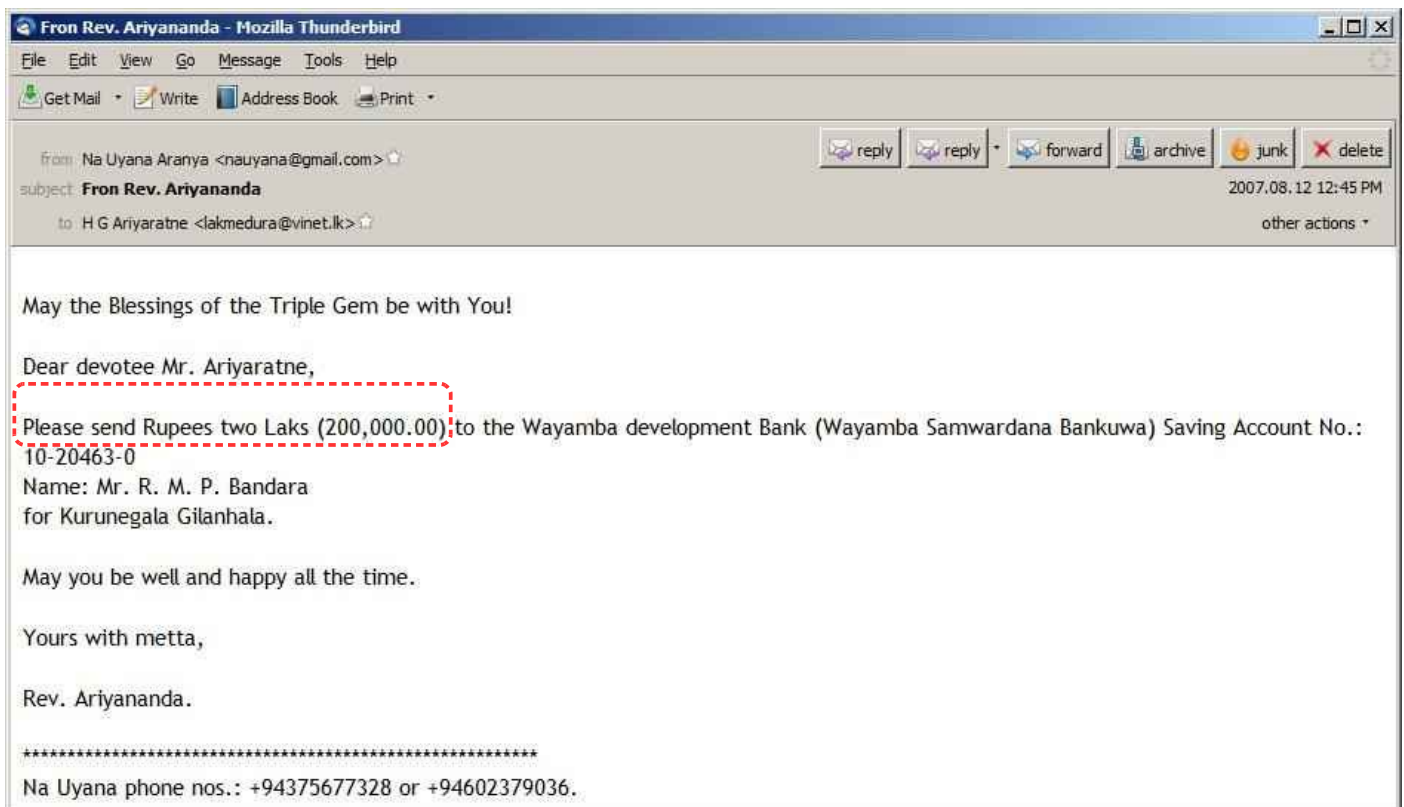 Fron Rev. Ariyananda - Mozilla Thunderbird
File Edit View Go Message Tools Help
Get Mail Write Address Book Print
from Na Uyana Aranya <nauyana@gmail.com>
reply reply forward archive junk delete
subject Fron Rev. Ariyananda
2007.08.12 12:45 PM
to H G Ariyaratne <lakmedura@vinet.lk>
other actions
May the Blessings of the Triple Gem be with You!
Dear devotee Mr. Ariyaratne,
Please send Rupees two Laks (200,000.00) to the Wayamba development Bank (Wayamba Samwardana Bankuwa) Saving Account No.:
10-20463-0
Name: Mr. R. M. P. Bandara
for Kurunegala Gilanhala.
May you be well and happy all the time.
Yours with metta,
Rev. Ariyananda.
**********************************************************
Na Uyana phone nos.: +94375677328 or +94602379036.